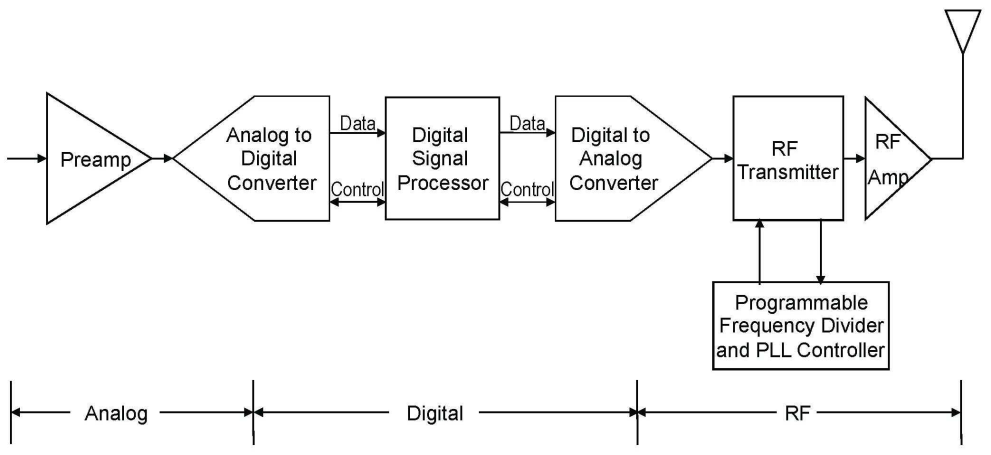 Preamp
Analog to
Digital
Converter
Data
Control
Digital
Signal
Processor
Data
Control
Digital to
Analog
Converter
RF
Transmitter
RF
Amp
Programmable
Frequency Divider
and PLL Controller
Analog
Digital
RF